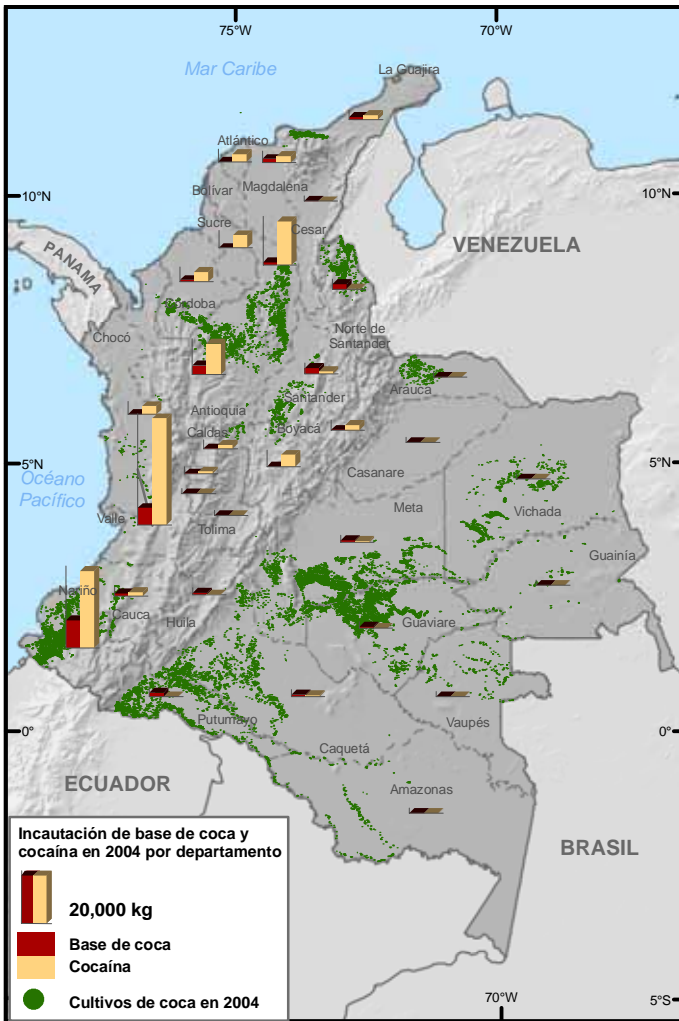 75°W
70°W
Mar Caribe
La Guajira
Atlántico
10°N
10°N
Magdalena
Bolívar
Sucre
Cesar
VENEZUELA
PANAMA
D
Córdoba
Chocó
Norte de
Santander
Arauca
Santander
Antioquia
Boyacá
Caldas
5°N
5°N
Casanare
Océano
Pacífico
Meta
Vichada
Valle
Tolima
Guainía
Nariño
Cauca
Huila
Guaviare
Putumayo
Vaupés
0°
0°
Caquetá
ECUADOR
Amazonas
BRASIL
Incautación de base de coca y
cocaína en 2004 por departamento
20,000 kg
Base de coca
Cocaína
Cultivos de coca en 2004
70°W
5°S